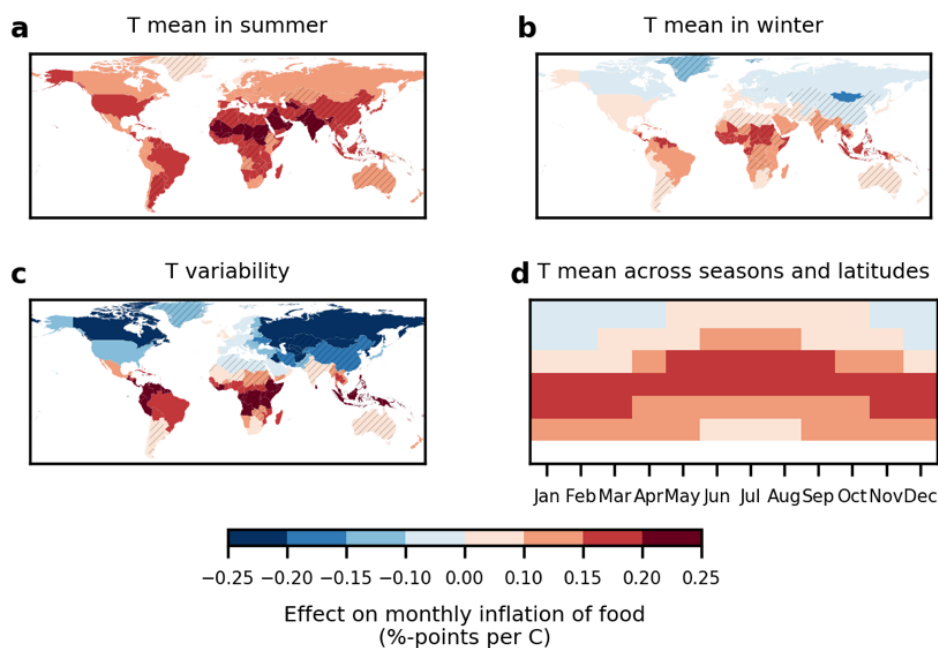 a T mean in summer
b T mean in winter
c T variability
d T mean across seasons and latitudes
Jan Feb Mar Apr May Jun Jul Aug Sep Oct Nov Dec
−0.25 −0.20 −0.15 −0.10 0.00 0.10 0.15 0.20 0.25
Effect on monthly inflation of food
(%-points per C)